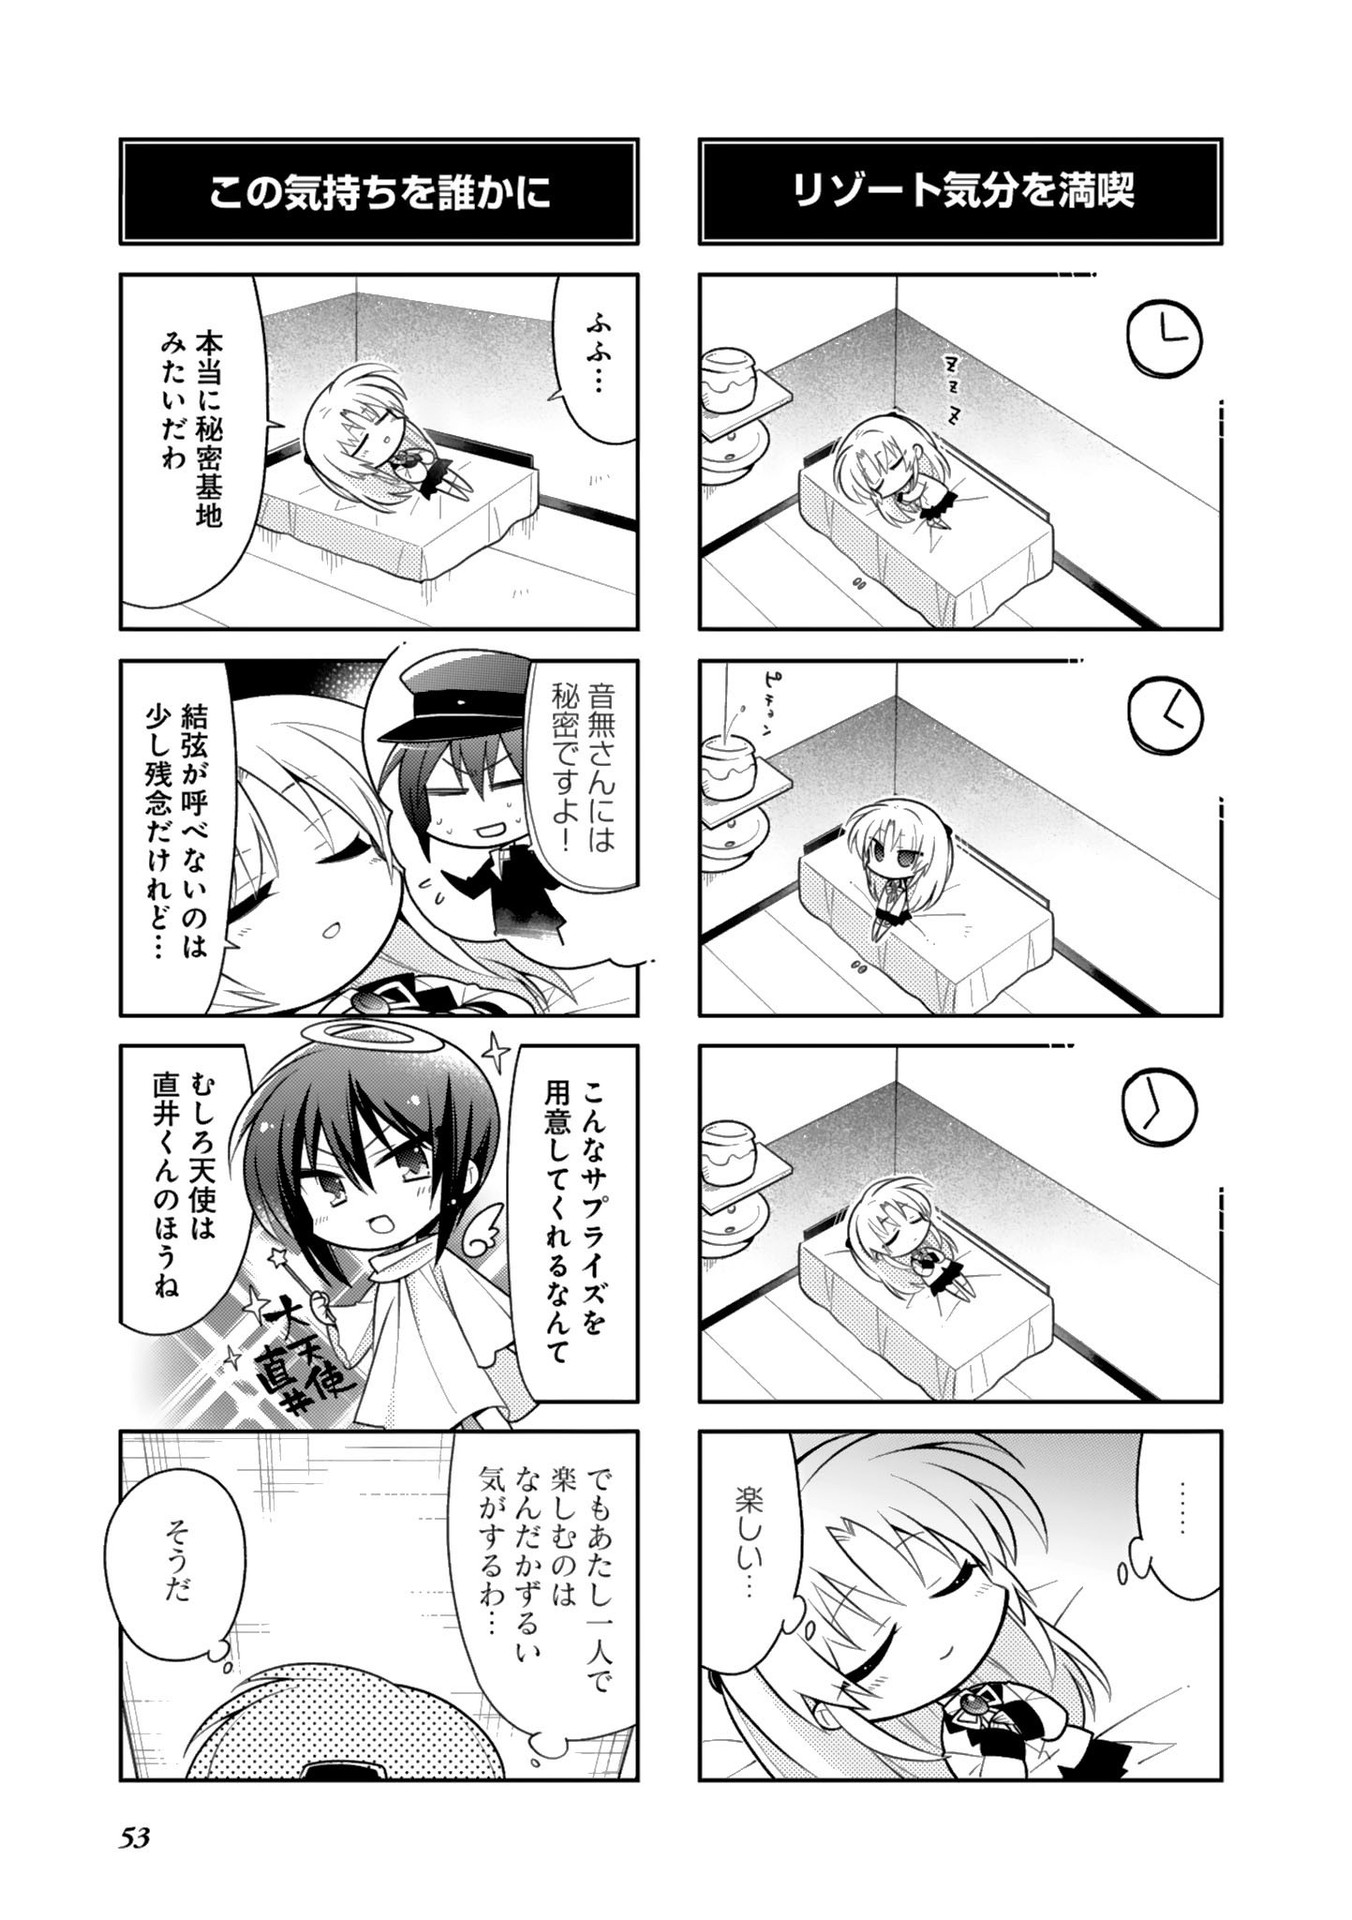 リゾート気分を満喫
zzz
ピチョン
……
楽しい…
この気持ちを誰かに
ふふ…
本当に秘密基地
みたいだわ
音無さんには
秘密ですよ！
結弦が呼べないのは
少し残念だけれど…
こんなサプライズを
用意してくれるなんて
むしろ天使は
直井くんのほうね
大天使
直井
でもあたし一人で
楽しむのは
なんだかずるい
気がするわ…
そうだ
53